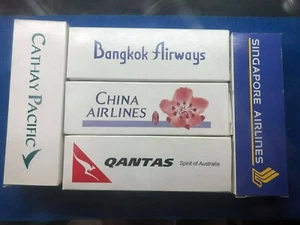 CATHAY PACIFIC
Bangkok Airways
CHINA
AIRLINES
QANTAS
Spirit of Australia
SINGAPORE AIRLINES